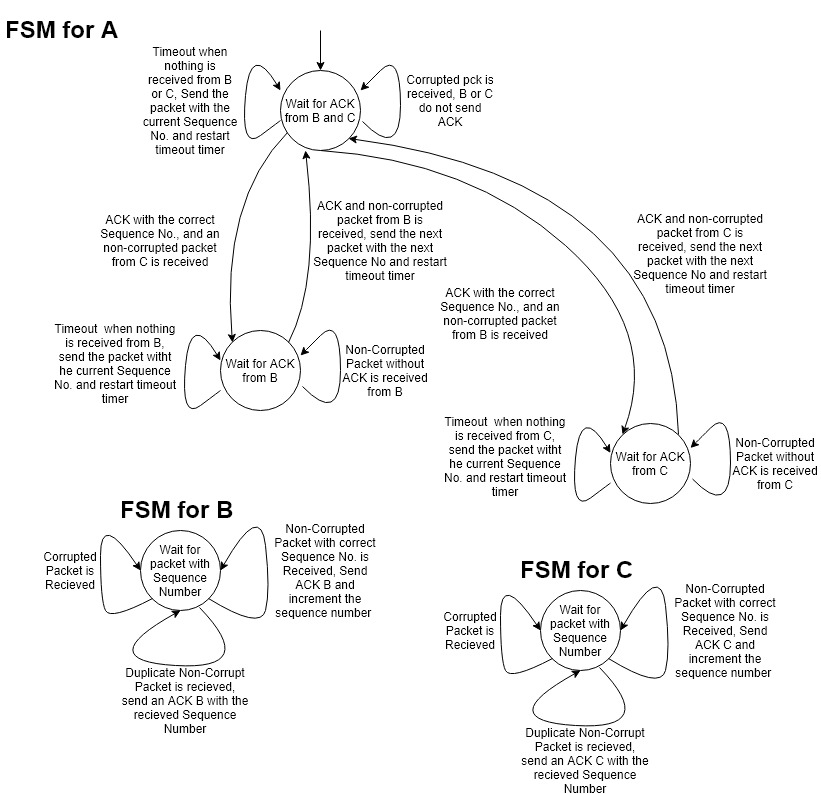 FSM for A
Timeout when
nothing is
received from B
or C, Send the
packet with the
current Sequence
No. and restart
timeout timer
Wait for ACK
from B and C
Corrupted pck is
received, B or C
do not send
ACK
ACK with the correct
Sequence No., and an
non-corrupted packet
from C is received
ACK and non-corrupted
packet from B is
received, send the next
packet with the next
Sequence No and restart
timeout timer
ACK with the correct
Sequence No., and an
non-corrupted packet
from B is received
ACK and non-corrupted
packet from C is
received, send the next
packet with the next
Sequence No and restart
timeout timer
Timeout when nothing
is received from B,
send the packet witht
he current Sequence
No. and restart timeout
timer
Wait for ACK
from B
Non-Corrupted
Packet without
ACK is received
from B
Timeout when nothing
is received from C,
send the packet witht
he current Sequence
No. and restart timeout
timer
Wait for ACK
from C
Non-Corrupted
Packet without
ACK is received
from C
FSM for B
Corrupted
Packet is
Recieved
Wait for
packet with
Sequence
Number
Non-Corrupted
Packet with correct
Sequence No. is
Received, Send
ACK B and
increment the
sequence number
Duplicate Non-Corrupt
Packet is recieved,
send an ACK B with the
recieved Sequence
Number
FSM for C
Corrupted
Packet is
Recieved
Wait for
packet with
Sequence
Number
Non-Corrupted
Packet with correct
Sequence No. is
Received, Send
ACK C and
increment the
sequence number
Duplicate Non-Corrupt
Packet is recieved,
send an ACK C with the
recieved Sequence
Number